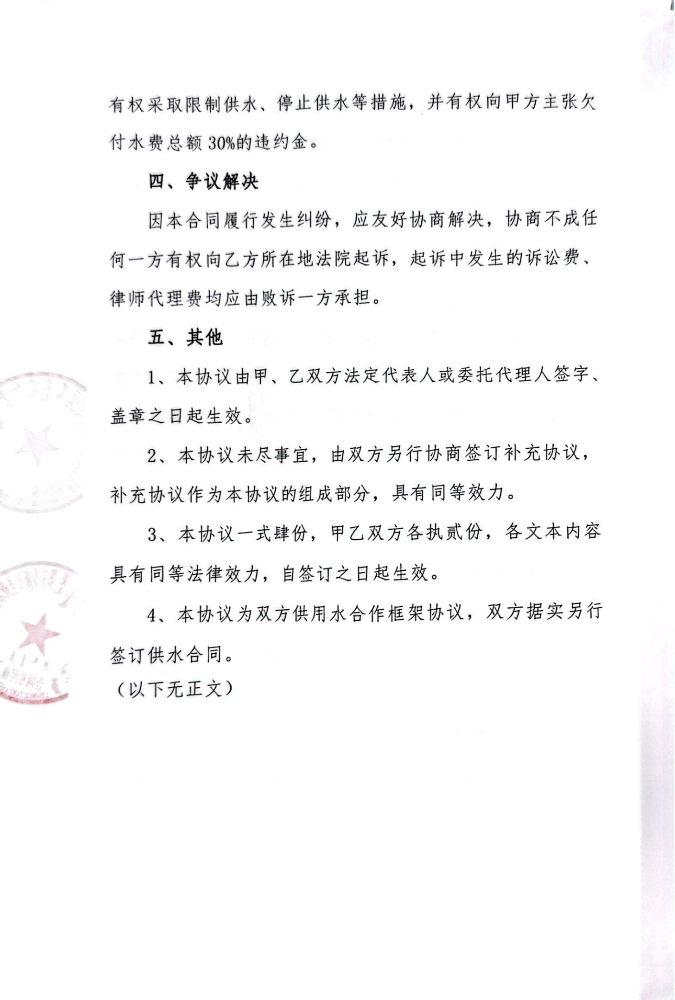 有权采取限制供水、停止供水等措施，并有权向甲方主张欠
付水费总额 30%的违约金。
四、争议解决
因本合同履行发生纠纷，应友好协商解决，协商不成任
何一方有权向乙方所在地法院起诉，起诉中发生的诉讼费、
律师代理费均应由败诉一方承担。
五、其他
1、本协议由甲、乙双方法定代表人或委托代理人签字、
盖章之日起生效。
2、本协议未尽事宜，由双方另行协商签订补充协议，
补充协议作为本协议的组成部分，具有同等效力。
3、本协议一式肆份，甲乙双方各执贰份，各文本内容
具有同等法律效力，自签订之日起生效。
4、本协议为双方供用水合作框架协议，双方据实另行
签订供水合同。
（以下无正文）